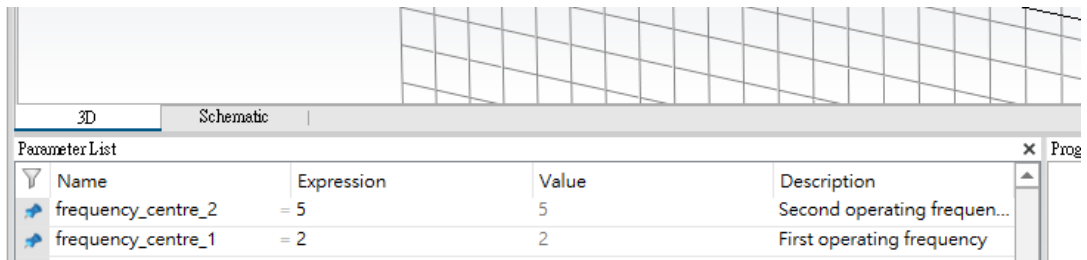 3D Schematic
Parameter List Prog
Name Expression Value Description
frequency_centre_2 = 5 5 Second operating frequen...
frequency_centre_1 = 2 2 First operating frequency